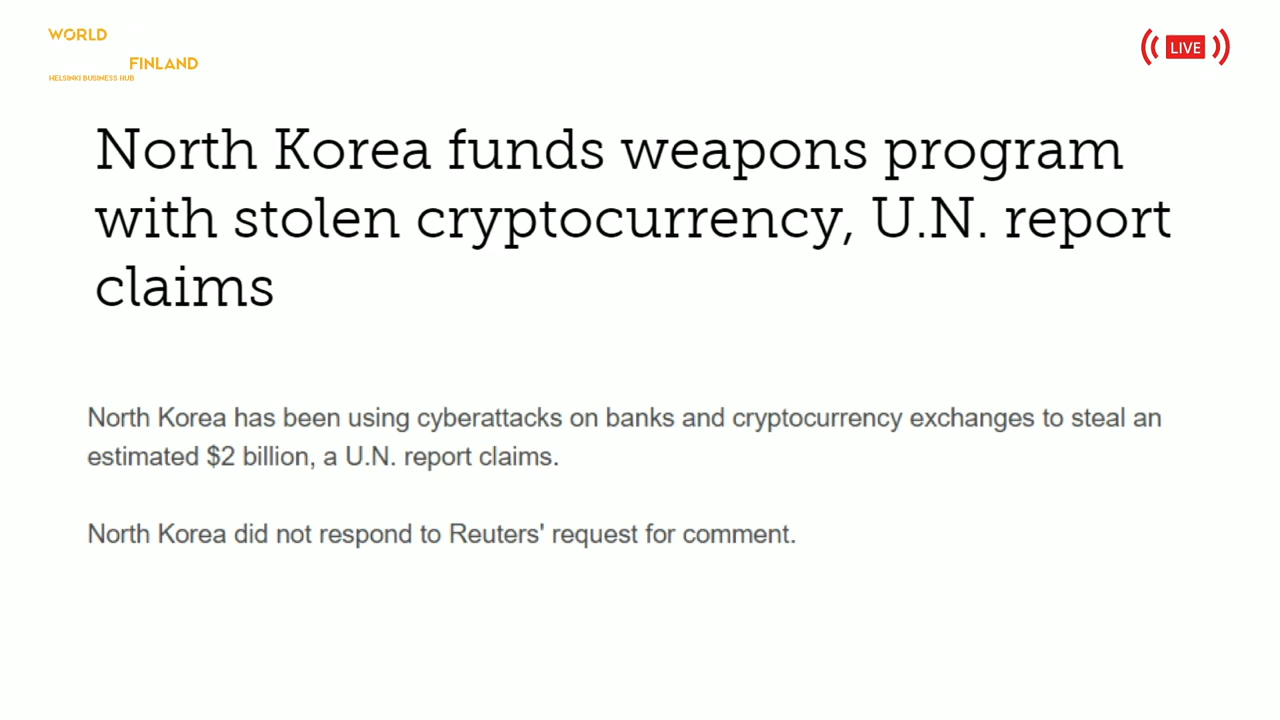 WORLD
FINLAND
HELSINKI BUSINESS HUB
LIVE
North Korea funds weapons program
with stolen cryptocurrency, U.N. report
claims
North Korea has been using cyberattacks on banks and cryptocurrency exchanges to steal an
estimated $2 billion, a U.N. report claims.
North Korea did not respond to Reuters' request for comment.